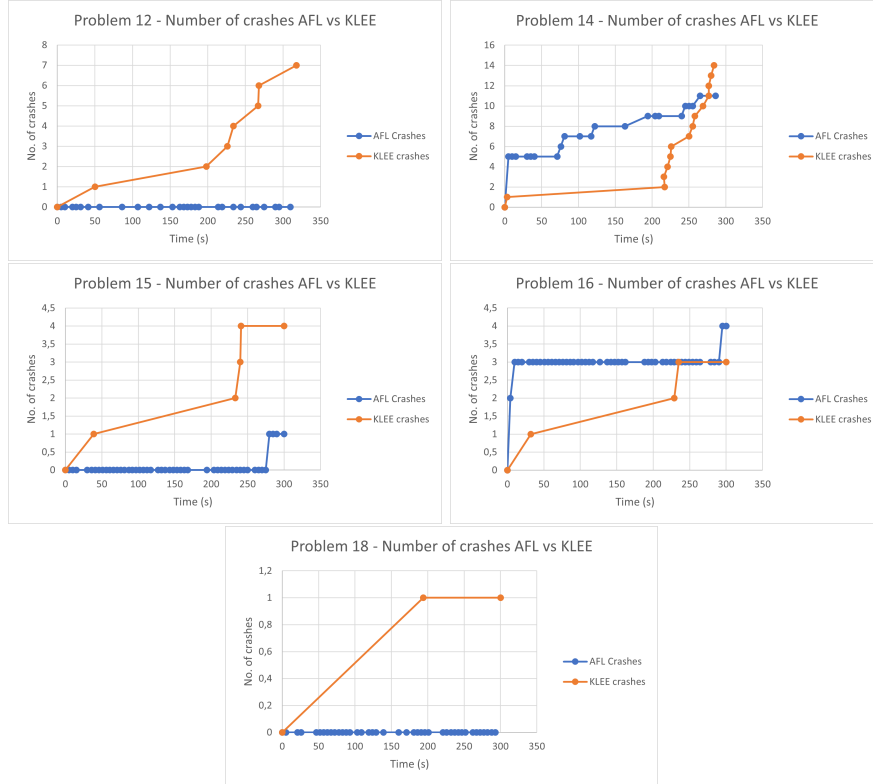 Problem 12 - Number of crashes AFL vs KLEE
8
7
6
5
4
3
2
1
0
No. of crashes
0 50 100 150 200 250 300 350
Time (s)
AFL Crashes
KLEE crashes
Problem 14 - Number of crashes AFL vs KLEE
16
14
12
10
8
6
4
2
0
No. of crashes
0 50 100 150 200 250 300 350
Time (s)
AFL Crashes
KLEE crashes
Problem 15 - Number of crashes AFL vs KLEE
4,5
4
3,5
3
2,5
2
1,5
1
0,5
0
No. of crashes
0 50 100 150 200 250 300 350
Time (s)
AFL Crashes
KLEE crashes
Problem 16 - Number of crashes AFL vs KLEE
4,5
4
3,5
3
2,5
2
1,5
1
0,5
0
No. of crashes
0 50 100 150 200 250 300 350
Time (s)
AFL Crashes
KLEE crashes
Problem 18 - Number of crashes AFL vs KLEE
1,2
1
0,8
0,6
0,4
0,2
0
No. of crashes
0 50 100 150 200 250 300 350
Time (s)
AFL Crashes
KLEE crashes